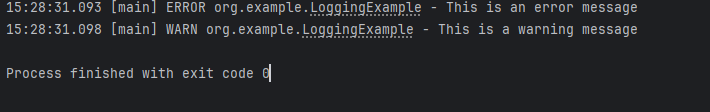 15:28:31.093 [main] ERROR org.example.LoggingExample - This is an error message
15:28:31.098 [main] WARN org.example.LoggingExample - This is a warning message
Process finished with exit code 0